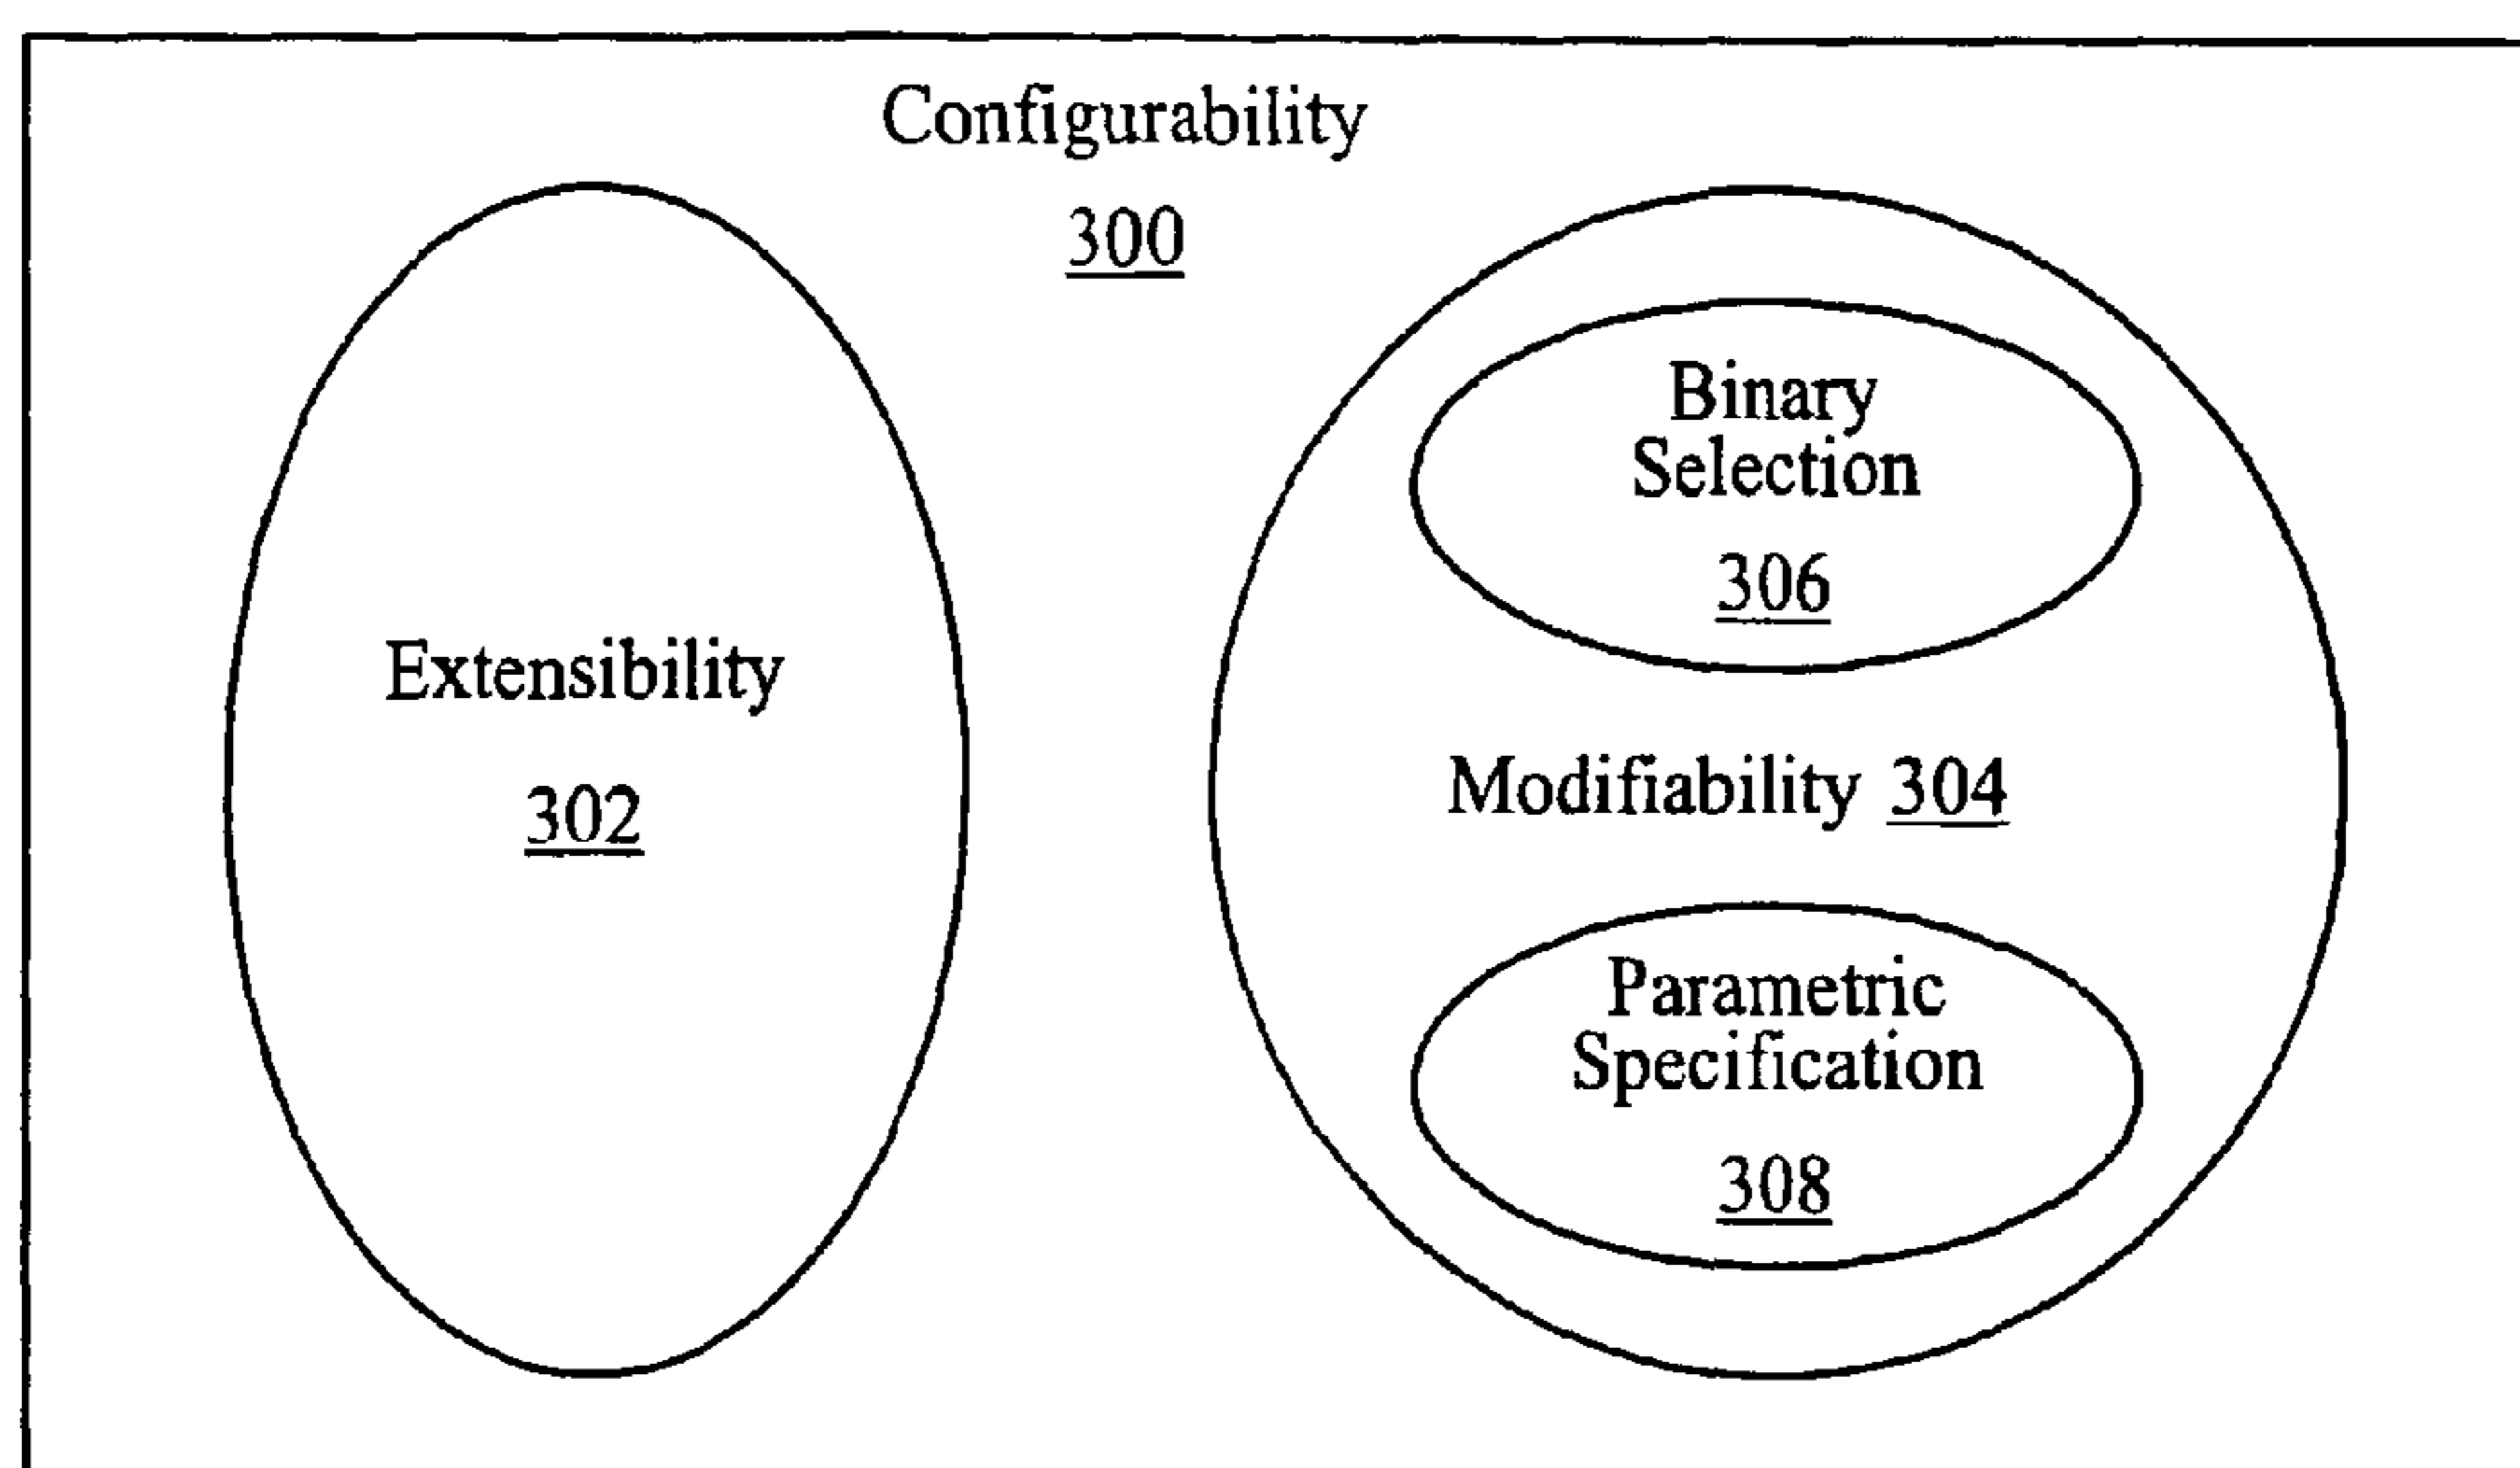 Configurability
300
Extensibility
302
Binary
Selection
306
Modifiability 304
Parametric
Specification
308